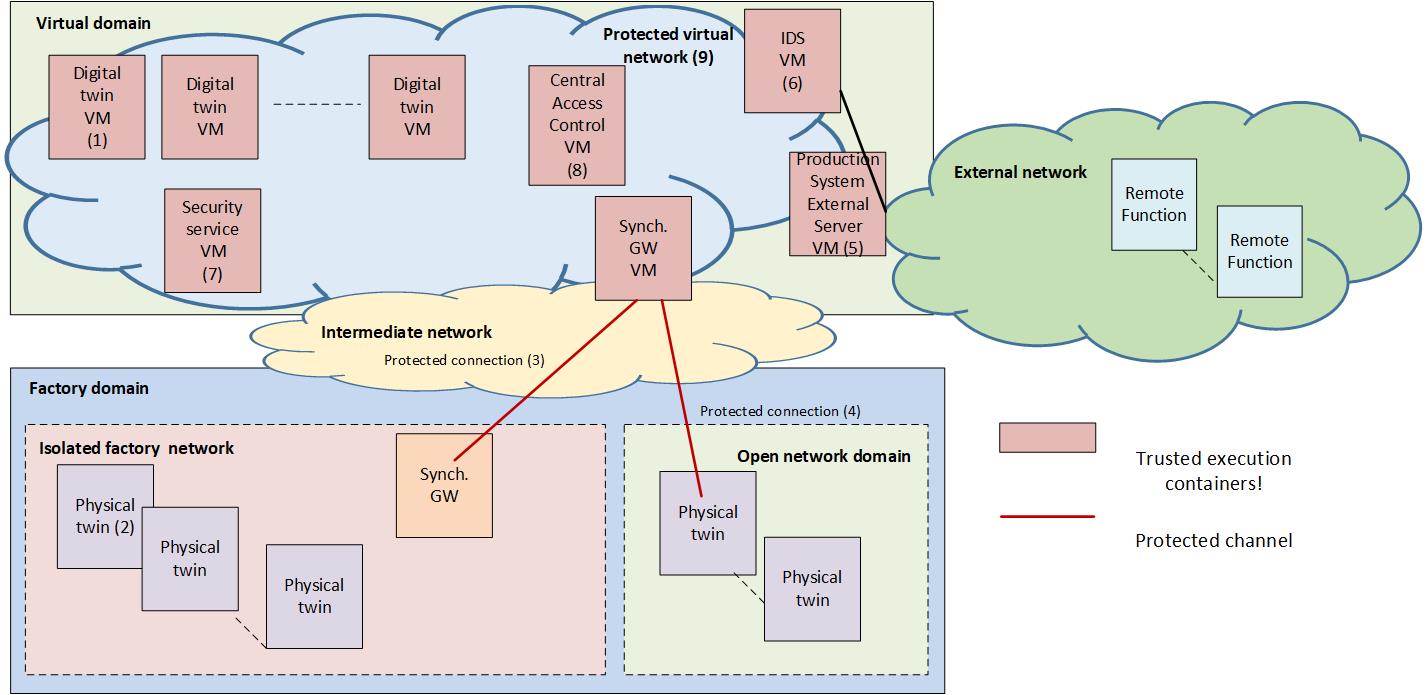 Virtual domain
Protected virtual
network (9)
Digital
twin
VM
(1)
Digital
twin
VM
Digital
twin
VM
Central
Access
Control
VM
(8)
IDS
VM
(6)
Production
System
External
Server
VM (5)
Security
service
VM
(7)
Synch.
GW
VM
External network
Remote
Function
Remote
Function
Intermediate network
Protected connection (3)
Factory domain
Protected connection (4)
Isolated factory network
Physical
twin (2)
Physical
twin
Physical
twin
Synch.
GW
Open network domain
Physical
twin
Physical
twin
Trusted execution
containers!
Protected channel